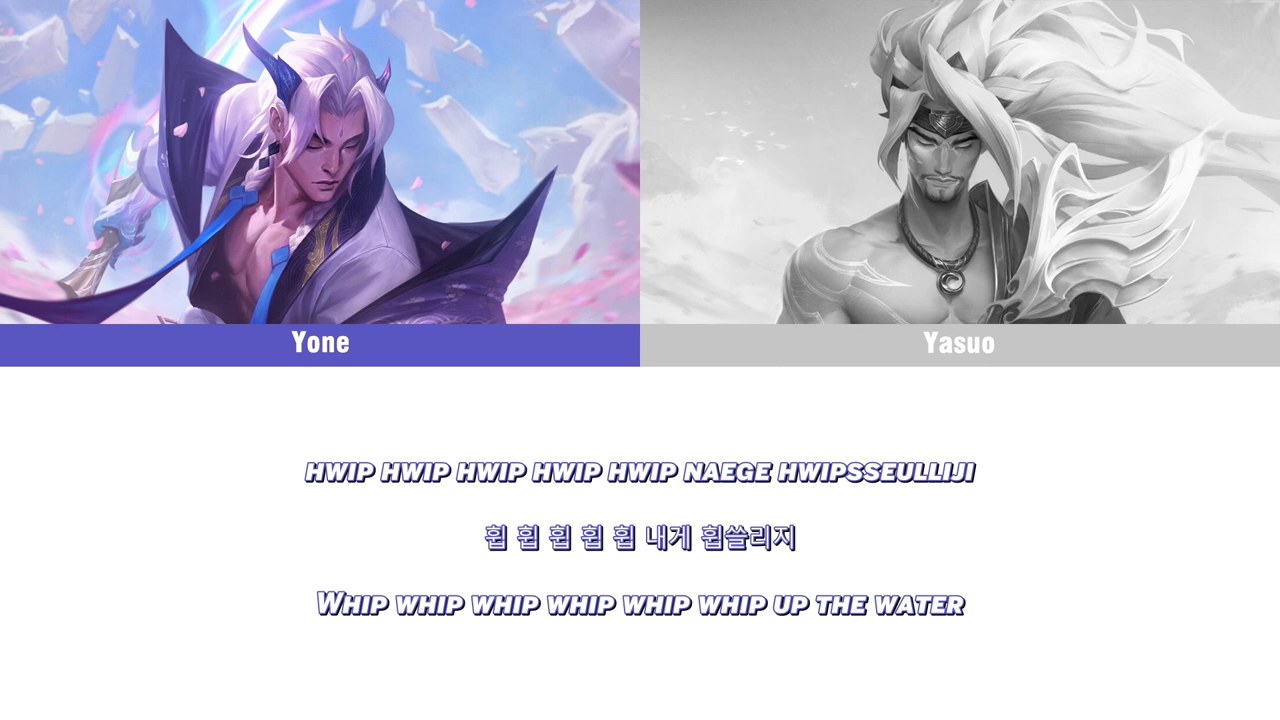 Yone
Yasuo
HWIP HWIP HWIP HWIP HWIP NAEGE HWIPSSEULLIJI
휩 휩 휩 휩 휩 내게 휩쓸리지
WHIP WHIP WHIP WHIP WHIP WHIP UP THE WATER